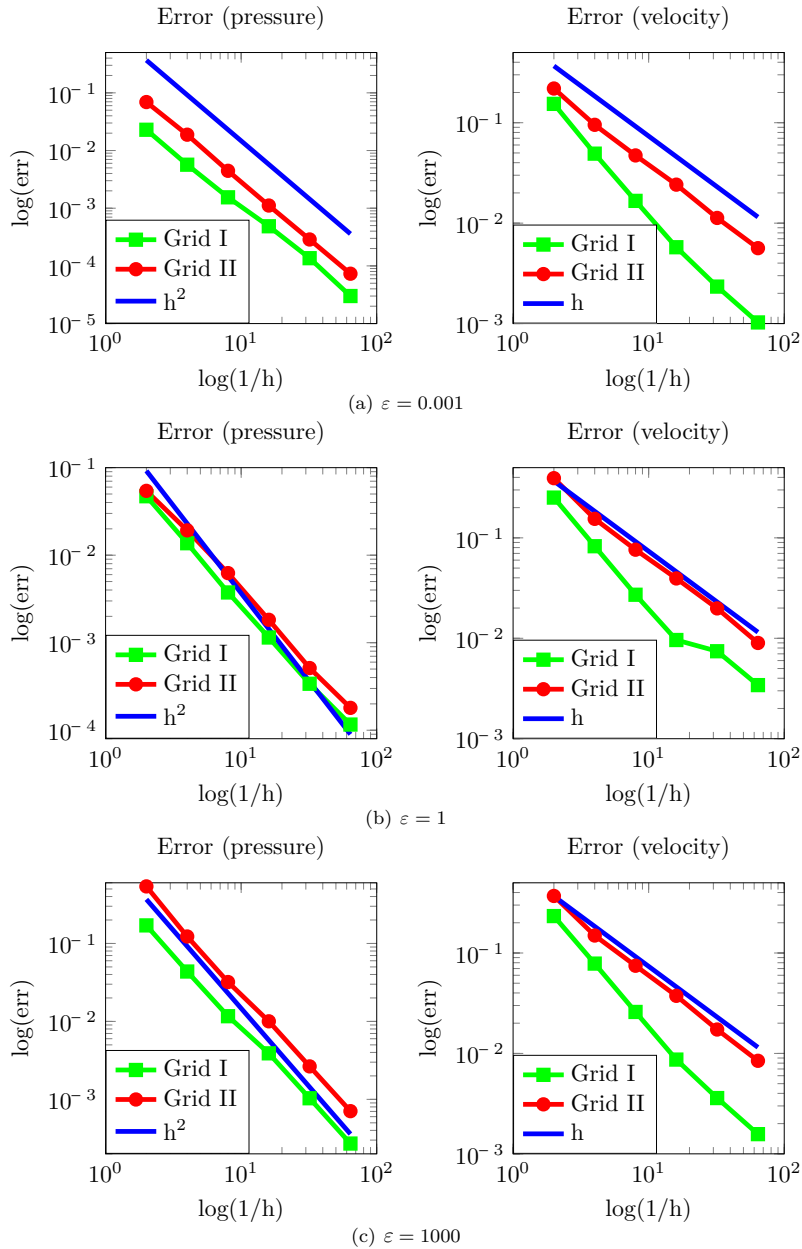 Error (pressure)
Error (velocity)
10^-1
10^-2
10^-3
10^-4
10^-5
log(err)
Grid I
Grid II
h^2
10^0
10^1
10^2
log(1/h)
10^-1
10^-2
10^-3
log(err)
Grid I
Grid II
h
10^0
10^1
10^2
log(1/h)
(a) ε = 0.001
Error (pressure)
Error (velocity)
10^-1
10^-2
10^-3
10^-4
log(err)
Grid I
Grid II
h^2
10^0
10^1
10^2
log(1/h)
10^-1
10^-2
10^-3
log(err)
Grid I
Grid II
h
10^0
10^1
10^2
log(1/h)
(b) ε = 1
Error (pressure)
Error (velocity)
10^-1
10^-2
10^-3
log(err)
Grid I
Grid II
h^2
10^0
10^1
10^2
log(1/h)
10^-1
10^-2
10^-3
log(err)
Grid I
Grid II
h
10^0
10^1
10^2
log(1/h)
(c) ε = 1000